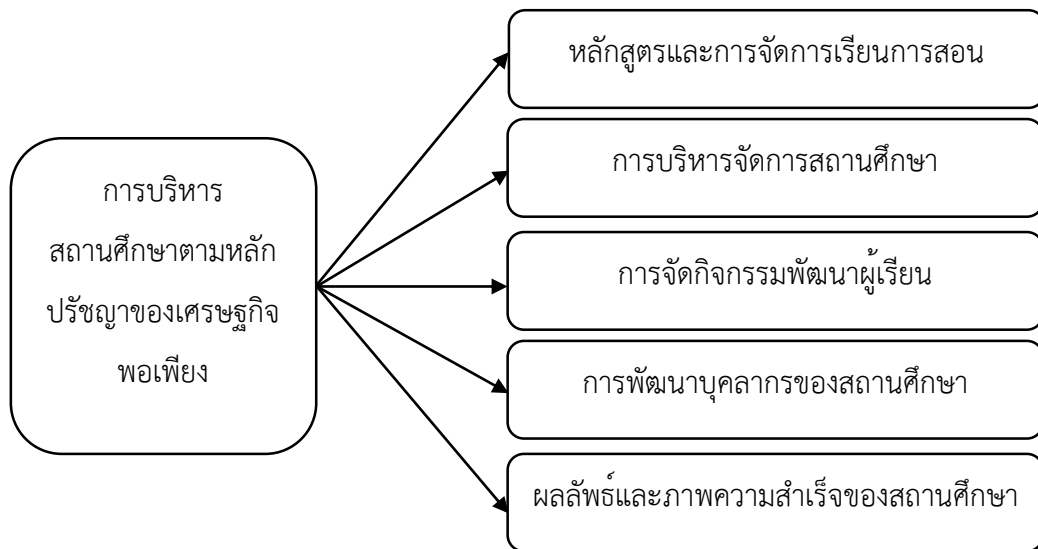 การบริหาร
สถานศึกษาตามหลัก
ปรัชญาของเศรษฐกิจ
พอเพียง
หลักสูตรและการจัดการเรียนการสอน
การบริหารจัดการสถานศึกษา
การจัดกิจกรรมพัฒนาผู้เรียน
การพัฒนาบุคลากรของสถานศึกษา
ผลลัพธ์และภาพความสำเร็จของสถานศึกษา